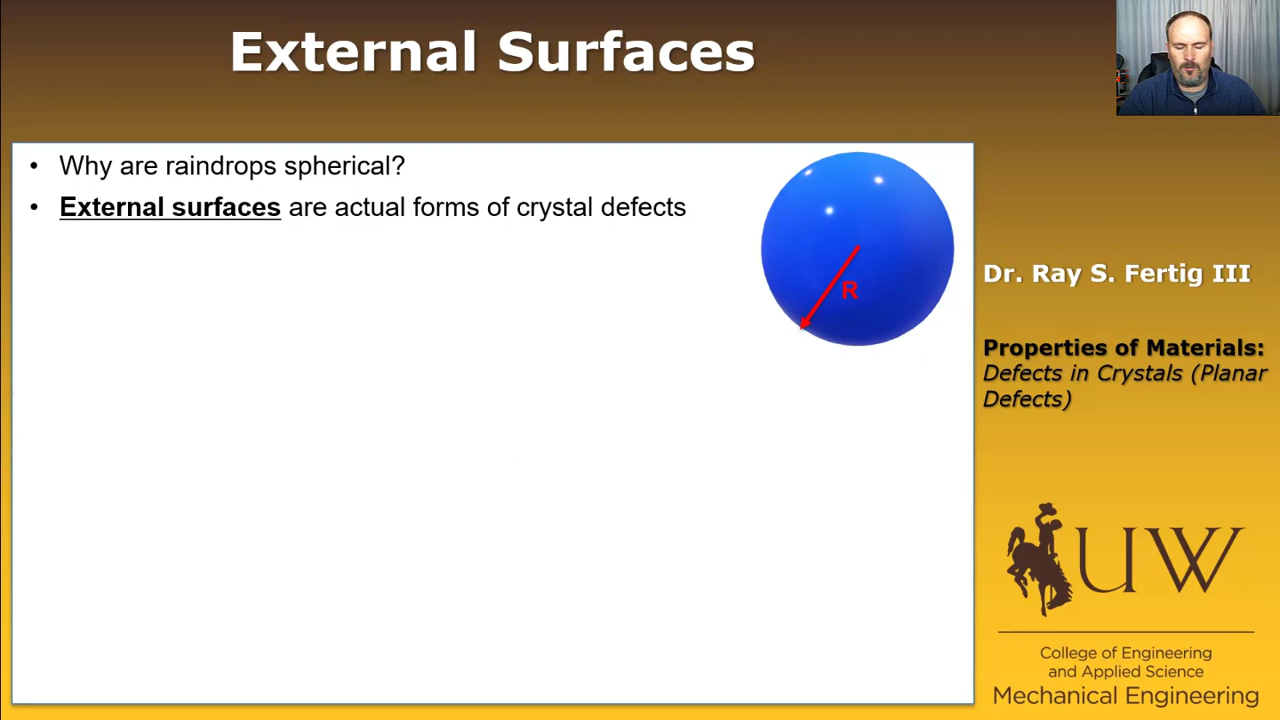 External Surfaces
• Why are raindrops spherical?
• External surfaces are actual forms of crystal defects
R
Dr. Ray S. Fertig III
Properties of Materials:
Defects in Crystals (Planar
Defects)
UW
College of Engineering
and Applied Science
Mechanical Engineering